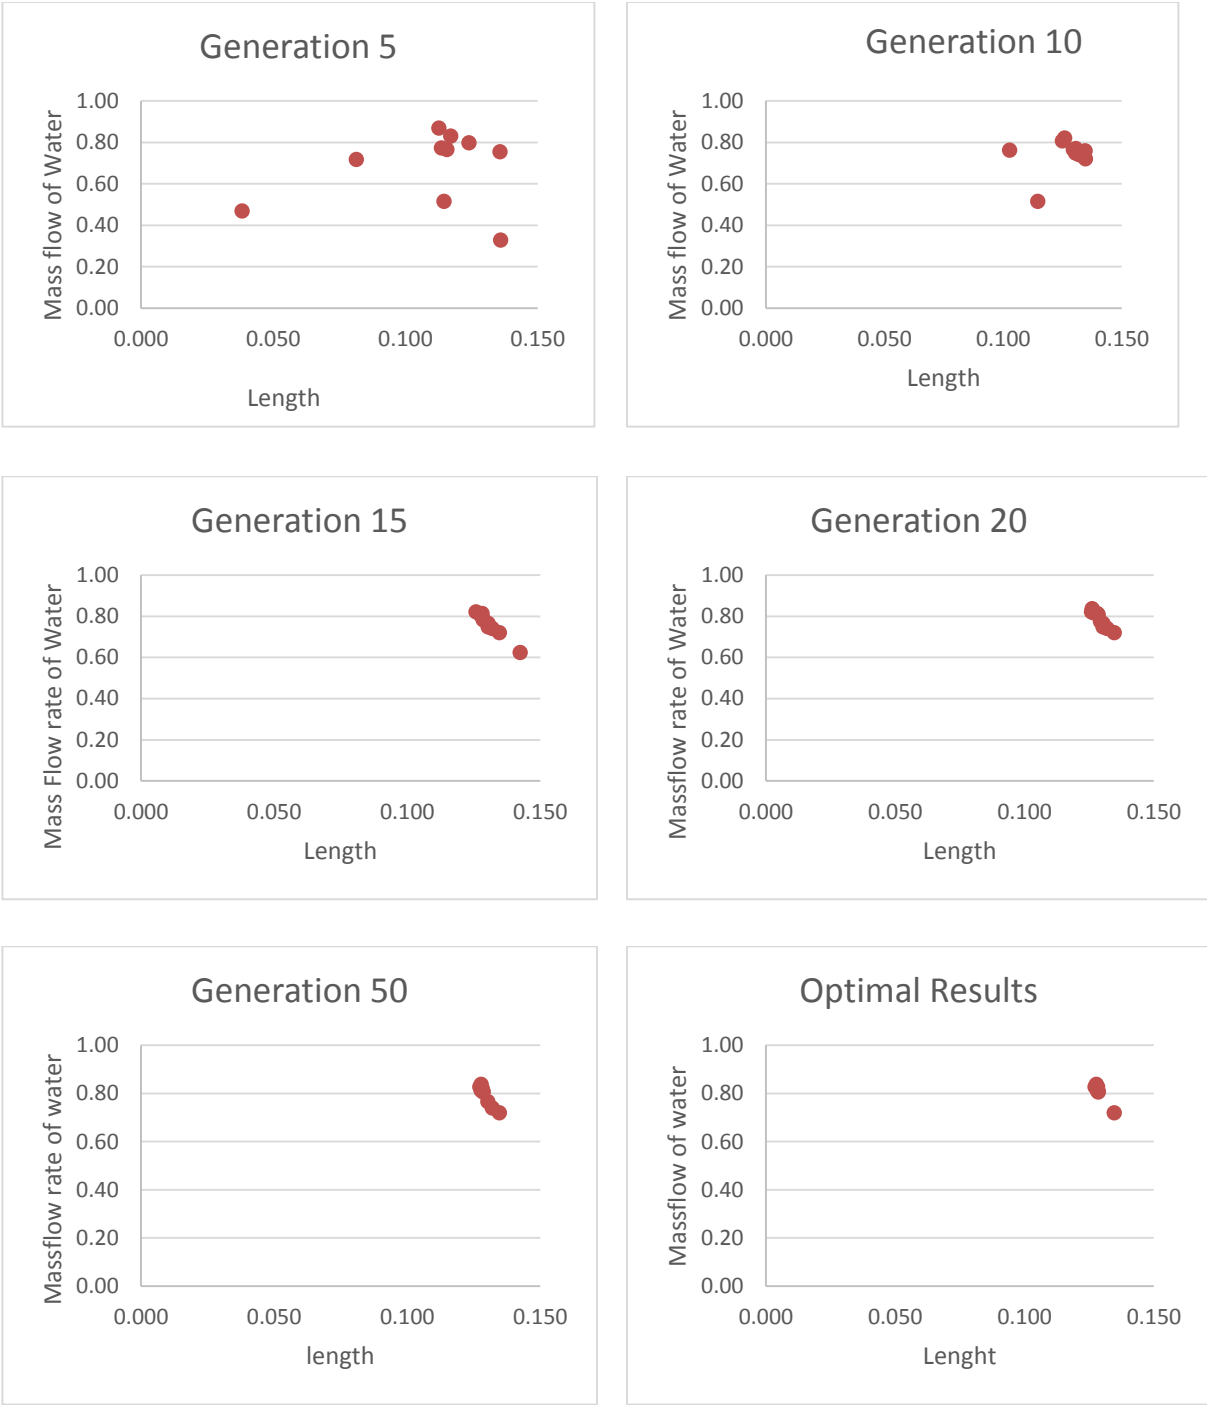 Generation 5
Mass flow of Water
1.00
0.80
0.60
0.40
0.20
0.00
0.000 0.050 0.100 0.150
Length
Generation 10
Mass flow of Water
1.00
0.80
0.60
0.40
0.20
0.00
0.000 0.050 0.100 0.150
Length
Generation 15
Mass Flow rate of Water
1.00
0.80
0.60
0.40
0.20
0.00
0.000 0.050 0.100 0.150
Length
Generation 20
Massflow rate of Water
1.00
0.80
0.60
0.40
0.20
0.00
0.000 0.050 0.100 0.150
Length
Generation 50
Massflow rate of water
1.00
0.80
0.60
0.40
0.20
0.00
0.000 0.050 0.100 0.150
length
Optimal Results
Massflow of water
1.00
0.80
0.60
0.40
0.20
0.00
0.000 0.050 0.100 0.150
Lenght